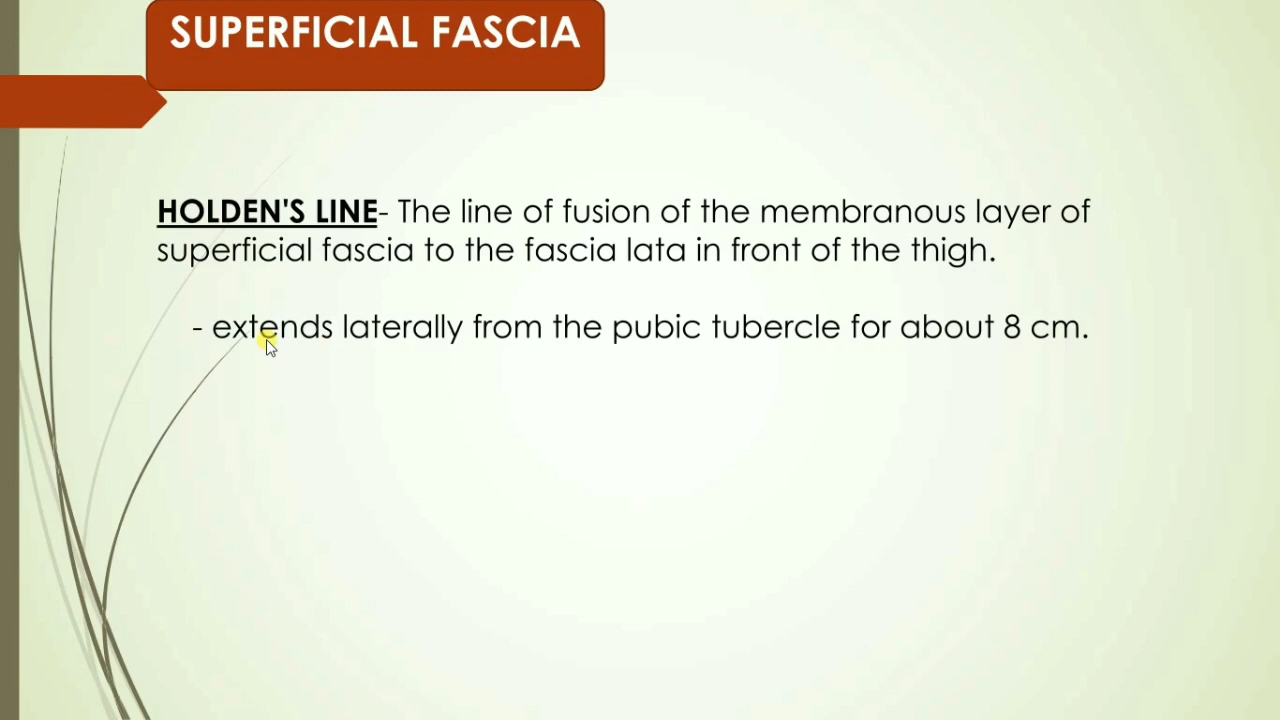 SUPERFICIAL FASCIA
HOLDEN'S LINE- The line of fusion of the membranous layer of
superficial fascia to the fascia lata in front of the thigh.
- extends laterally from the pubic tubercle for about 8 cm.